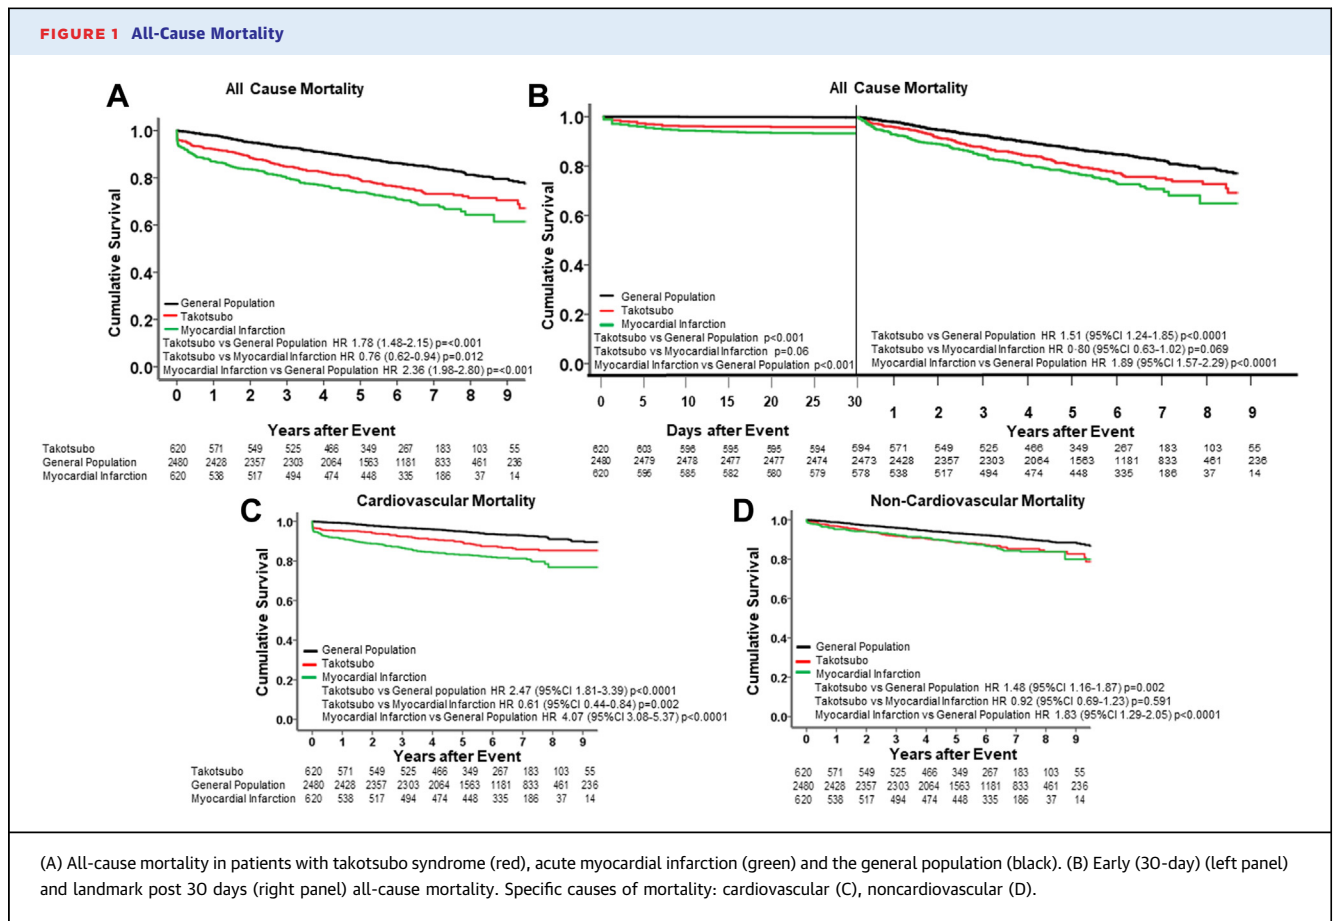 FIGURE 1 All-Cause Mortality
A
All Cause Mortality
Cumulative Survival
1.0
0.8
0.6
0.4
0.2
0.0
General Population
Takotsubo
Myocardial Infarction
Takotsubo vs General Population HR 1.78 (1.48-2.15) p=<0.001
Takotsubo vs Myocardial Infarction HR 0.76 (0.62-0.94) p=0.012
Myocardial Infarction vs General Population HR 2.36 (1.98-2.80) p=<0.001
0 1 2 3 4 5 6 7 8 9
Years after Event
Takotsubo 620 571 549 525 466 349 267 183 103 55
General Population 2480 2428 2357 2303 2064 1563 1181 833 461 236
Myocardial Infarction 620 536 517 494 474 448 335 186 37 14
B
All Cause Mortality
Cumulative Survival
1.0
0.8
0.6
0.4
0.2
0.0
General Population
Takotsubo
Myocardial Infarction
Takotsubo vs General Population p<0.001
Takotsubo vs Myocardial Infarction p=0.06
Myocardial Infarction vs General Population p<0.001
Takotsubo vs General Population HR 1.51 (95%CI 1.24-1.85) p<0.0001
Takotsubo vs Myocardial Infarction HR 0·80 (95%CI 0.63-1.02) p=0.069
Myocardial Infarction vs General Population HR 1.89 (95%CI 1.57-2.29) p<0.0001
0 5 10 15 20 25 30 1 2 3 4 5 6 7 8 9
Days after Event Years after Event
620 603 596 595 595 594 594 571 549 525 466 349 267 183 103 55
2480 2479 2478 2477 2477 2474 2473 2428 2357 2303 2064 1563 1181 833 461 236
620 595 585 582 580 579 578 538 517 494 474 448 335 186 37 14
C
Cardiovascular Mortality
Cumulative Survival
1.0
0.8
0.6
0.4
0.2
0.0
General Population
Takotsubo
Myocardial Infarction
Takotsubo vs General population HR 2.47 (95%CI 1.81-3.39) p<0.0001
Takotsubo vs Myocardial Infarction HR 0.61 (95%CI 0.44-0.84) p=0.002
Myocardial Infarction vs General Population HR 4.07 (95%CI 3.08-5.37) p<0.0001
0 1 2 3 4 5 6 7 8 9
Years after Event
Takotsubo 620 571 549 525 466 349 267 183 103 55
General Population 2480 2428 2357 2303 2064 1563 1181 833 461 236
Myocardial Infarction 620 538 517 494 474 448 335 186 37 14
D
Non-Cardiovascular Mortality
Cumulative Survival
1.0
0.8
0.6
0.4
0.2
0.0
General Population
Takotsubo
Myocardial Infarction
Takotsubo vs General Population HR 1.48 (95%CI 1.16-1.87) p=0.002
Takotsubo vs Myocardial Infarction HR 0.92 (95%CI 0.69-1.23) p=0.591
Myocardial Infarction vs General Population HR 1.83 (95%CI 1.29-2.05) p<0.0001
0 1 2 3 4 5 6 7 8 9
Years after Event
620 571 549 525 466 349 267 183 103 55
2480 2428 2357 2303 2064 1563 1181 833 461 236
620 538 517 494 474 448 335 186 37 14
(A) All-cause mortality in patients with takotsubo syndrome (red), acute myocardial infarction (green) and the general population (black). (B) Early (30-day) (left panel)
and landmark post 30 days (right panel) all-cause mortality. Specific causes of mortality: cardiovascular (C), noncardiovascular (D).